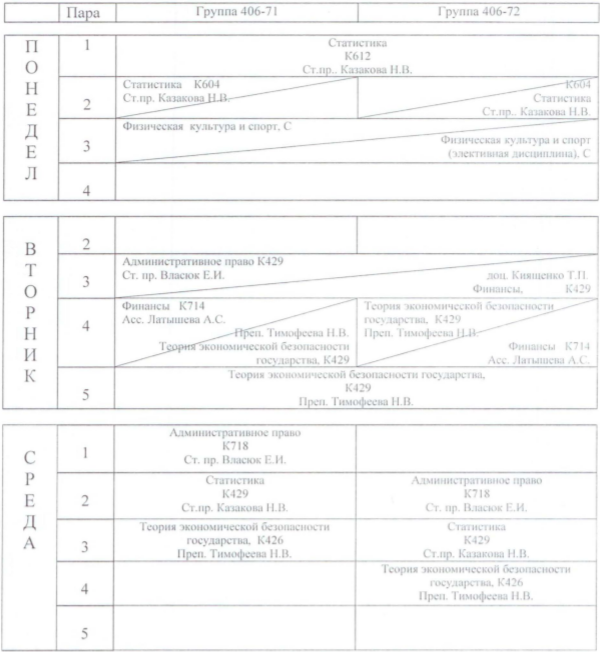 Пара Группа 406-71 Группа 406-72
ПОНЕДЕЛ
1
Статистика
К612
Ст.пр.. Казакова Н.В.
2
Статистика К604
Ст.пр. Казакова Н.В.
К604
Статистика
Ст.пр.. Казакова Н.В.
3
Физическая культура и спорт, С
Физическая культура и спорт
(элективная дисциплина), С
4
ВТОРНИК
2
3
Административное право К429
Ст. пр. Власюк Е.И.
доц. Книщенко Т.П.
Финансы, К429
4
Финансы К714
Асс. Латышева А.С.
Преп. Тимофеева Н.В.
Теория экономической безопасности
государства, К429
Теория экономической безопасности
государства, К429
Преп. Тимофеева Н.В.
Финансы К714
Асс. Латышева А.С.
5
Теория экономической безопасности государства,
К429
Преп. Тимофеева Н.В.
СРЕДА
1
Административное право
К718
Ст. пр. Власюк Е.И.
2
Статистика
К429
Ст.пр. Казакова Н.В.
Административное право
К718
Ст. пр. Власюк Е.И.
3
Теория экономической безопасности
государства, К426
Преп. Тимофеева Н.В.
Статистика
К429
Ст.пр. Казакова Н.В.
4
Теория экономической безопасности
государства, К426
Преп. Тимофеева Н.В.
5